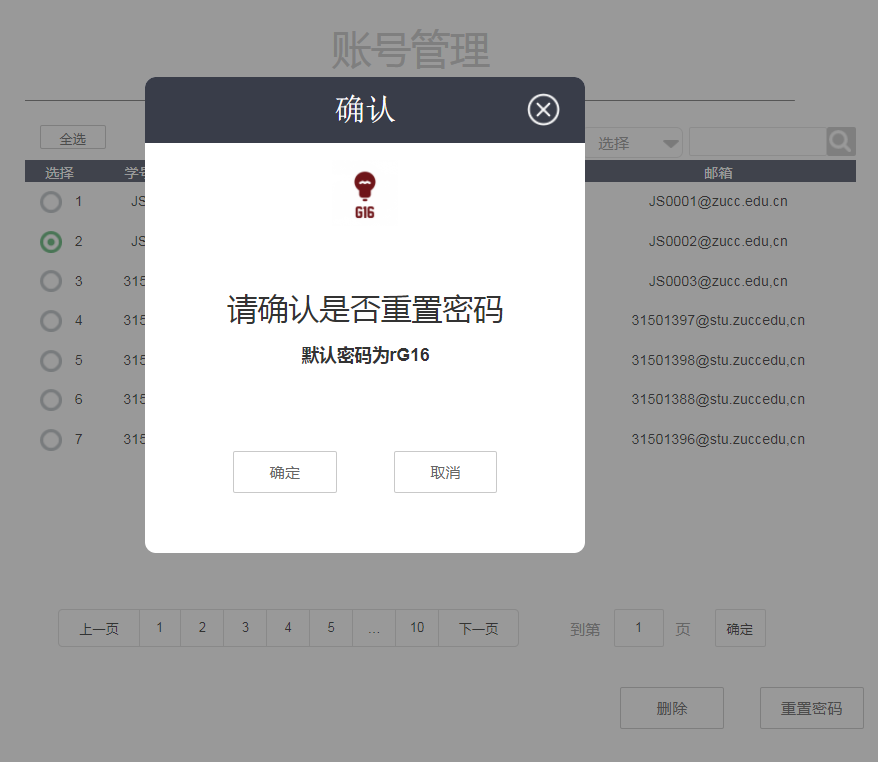 账号管理
确认
全选
选择
选择 学号 邮箱
G16
1 JS JS0001@zucc.edu.cn
2 JS JS0002@zucc.edu,cn
3 315 JS0003@zucc.edu,cn
请确认是否重置密码
4 315 31501397@stu.zuccedu,cn
默认密码为rG16
5 315 31501398@stu.zuccedu,cn
6 315 31501388@stu.zuccedu,cn
7 315 31501396@stu.zuccedu,cn
确定 取消
上一页 1 2 3 4 5 ... 10 下一页 到第 1 页 确定
删除 重置密码